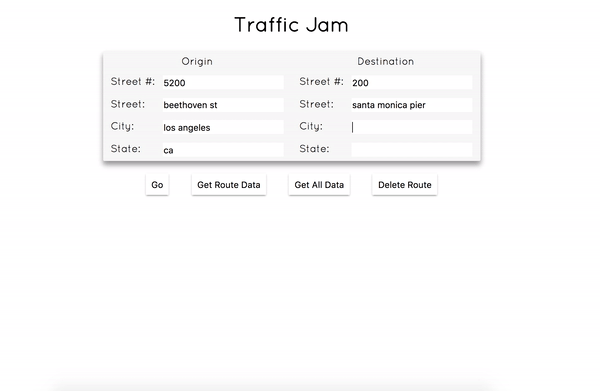 Traffic Jam
Origin
Street #: 5200
Street: beethoven st
City: los angeles
State: ca
Destination
Street #: 200
Street: santa monica pier
City:
State:
Go
Get Route Data
Get All Data
Delete Route